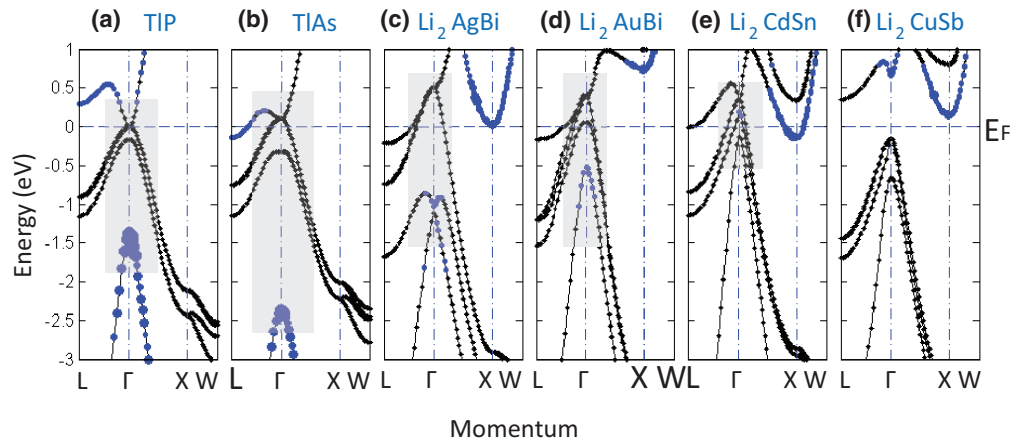 (a) TlP (b) TlAs (c) Li2 AgBi (d) Li2 AuBi (e) Li2 CdSn (f) Li2 CuSb
1
0.5
0
-0.5
-1
-1.5
-2
-2.5
-3
Energy (eV)
EF
L Γ X W L Γ X W L Γ X W L Γ X W L Γ X W L Γ X W
Momentum